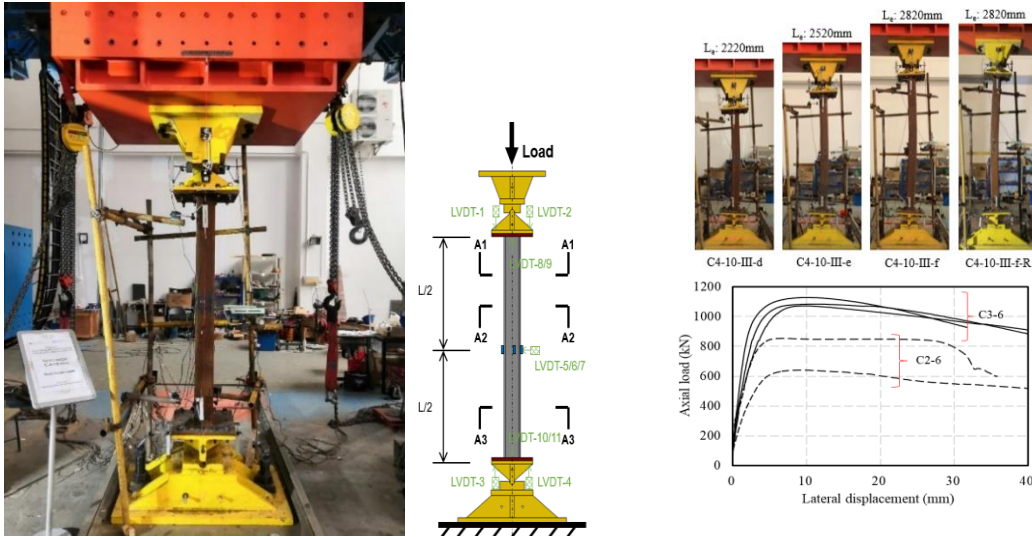 Load
LVDT-1
LVDT-2
A1
A1
DT-8/9
L/2
A2
A2
LVDT-5/6/7
L/2
A3
A3
DT-10/11
LVDT-3
LVDT-4
Le: 2220mm
Le: 2520mm
Le: 2820mm
Le: 2820mm
C4-10-III-d
C4-10-III-e
C4-10-III-f
C4-10-III-f-R
1200
1000
800
600
400
200
0
Axial load (kN)
C3-6
C2-6
0
10
20
30
40
Lateral displacement (mm)